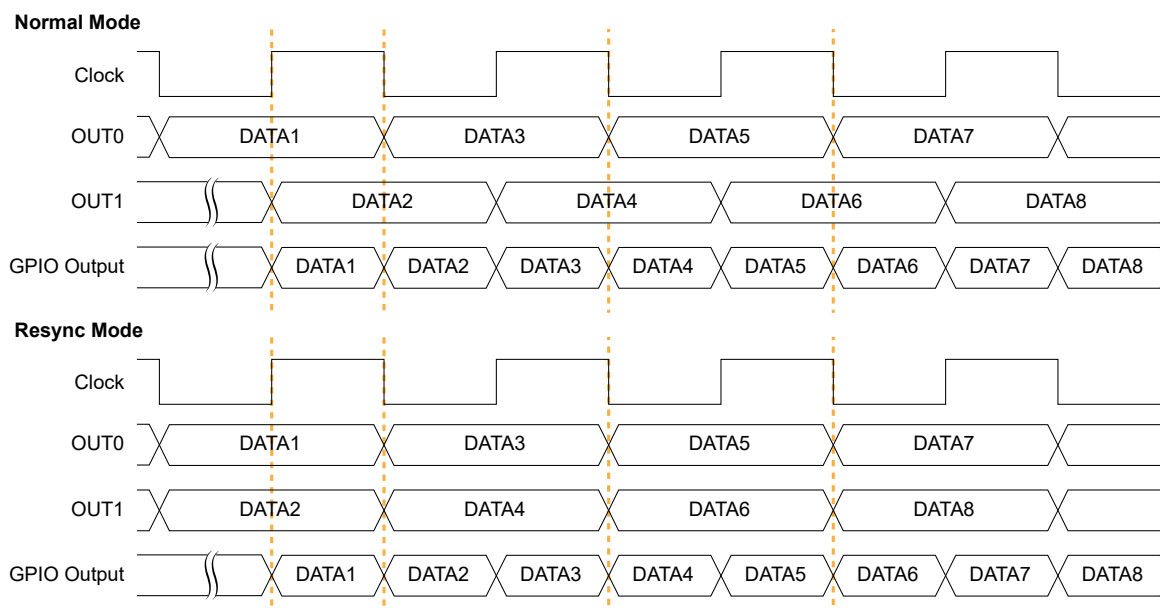 Normal Mode
Clock
OUT0 DATA1 DATA3 DATA5 DATA7
OUT1 DATA2 DATA4 DATA6 DATA8
GPIO Output DATA1 DATA2 DATA3 DATA4 DATA5 DATA6 DATA7 DATA8
Resync Mode
Clock
OUT0 DATA1 DATA3 DATA5 DATA7
OUT1 DATA2 DATA4 DATA6 DATA8
GPIO Output DATA1 DATA2 DATA3 DATA4 DATA5 DATA6 DATA7 DATA8